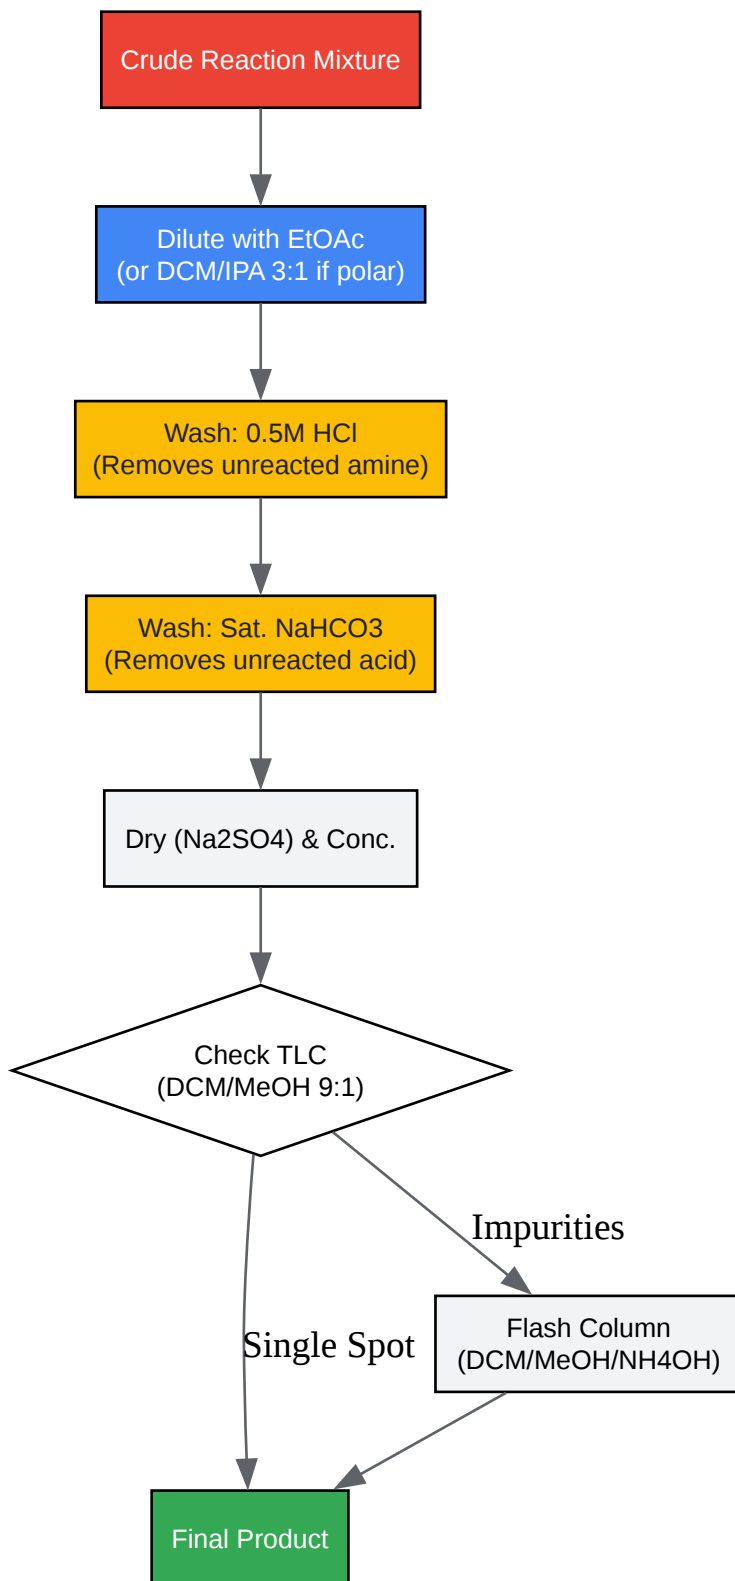 Crude Reaction Mixture
Dilute with EtOAc
(or DCM/IPA 3:1 if polar)
Wash: 0.5M HCl
(Removes unreacted amine)
Wash: Sat. NaHCO3
(Removes unreacted acid)
Dry (Na2SO4) & Conc.
Check TLC
(DCM/MeOH 9:1)
Impurities
Single Spot
Flash Column
(DCM/MeOH/NH4OH)
Final Product